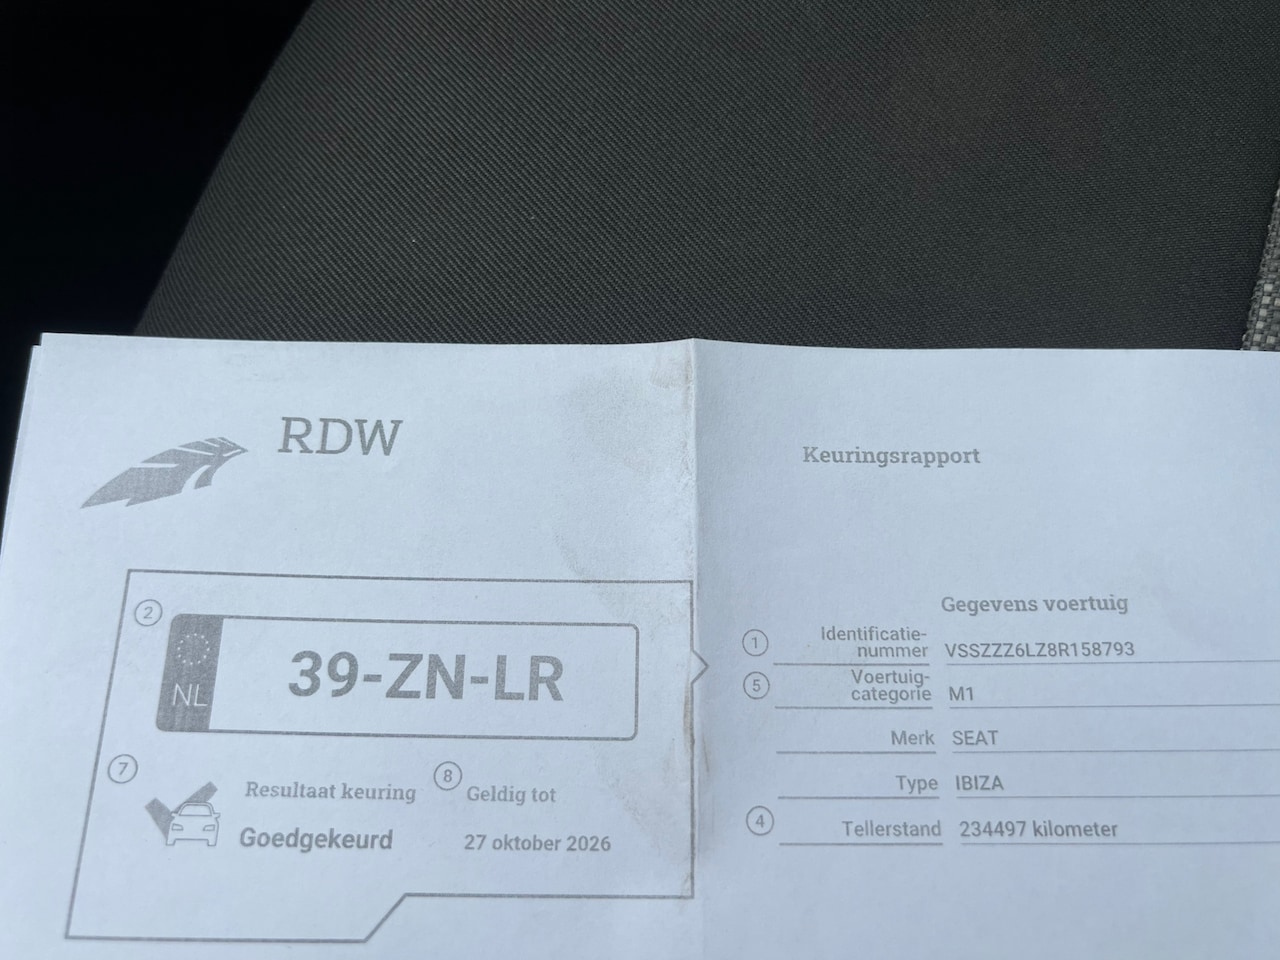 RDW
Keuringsrapport
2
NL
39-ZN-LR
7
Resultaat keuring
Goedgekeurd
8
Geldig tot
27 oktober 2026
Gegevens voertuig
1
Identificatie-
nummer VSSZZZ6LZ8R158793
5
Voertuig-
categorie M1
Merk SEAT
Type IBIZA
4
Tellerstand 234497 kilometer